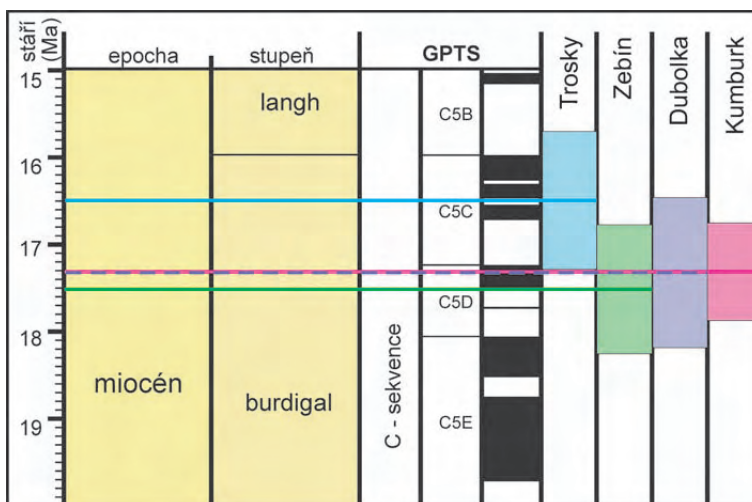 stáří
(Ma)
epocha
stupeň
GPTS
Trosky
Zebín
Dubolka
Kumburk
15
16
17
18
19
langh
miocén
burdigal
C - sekvence
C5B
C5C
C5D
C5E